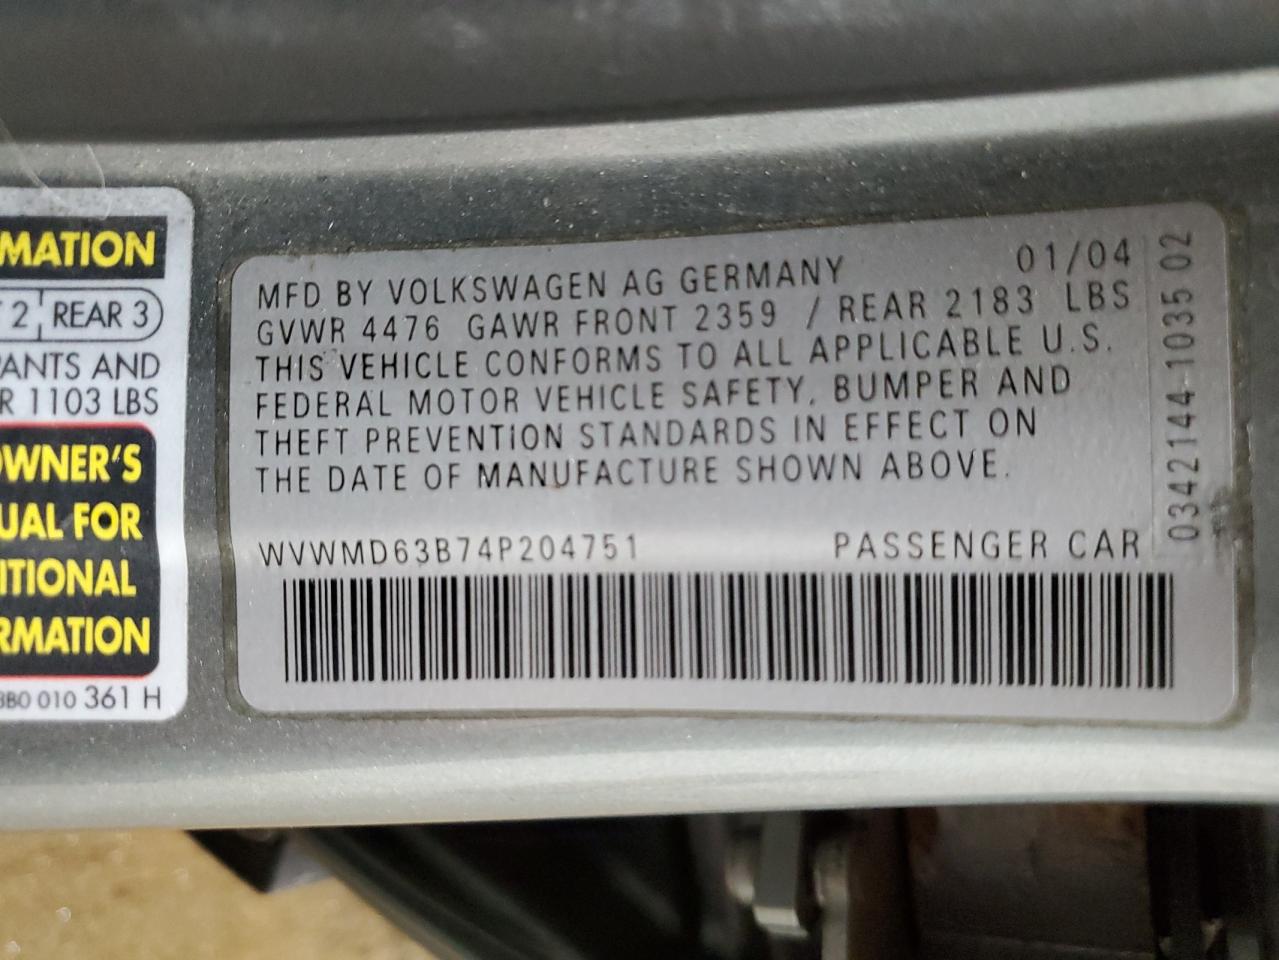 MATION
2 REAR 3
PANTS AND
R 1103 LBS
OWNER'S
UAL FOR
ITIONAL
RMATION
3B0 010 361 H
01/04
MFD BY VOLKSWAGEN AG GERMANY
GVWR 4476 GAWR FRONT 2359 / REAR 2183 LBS
THIS VEHICLE CONFORMS TO ALL APPLICABLE U.S.
FEDERAL MOTOR VEHICLE SAFETY, BUMPER AND
THEFT PREVENTION STANDARDS IN EFFECT ON
THE DATE OF MANUFACTURE SHOWN ABOVE.
WVWMD63B74P204751 PASSENGER CAR
0342144-1035 02